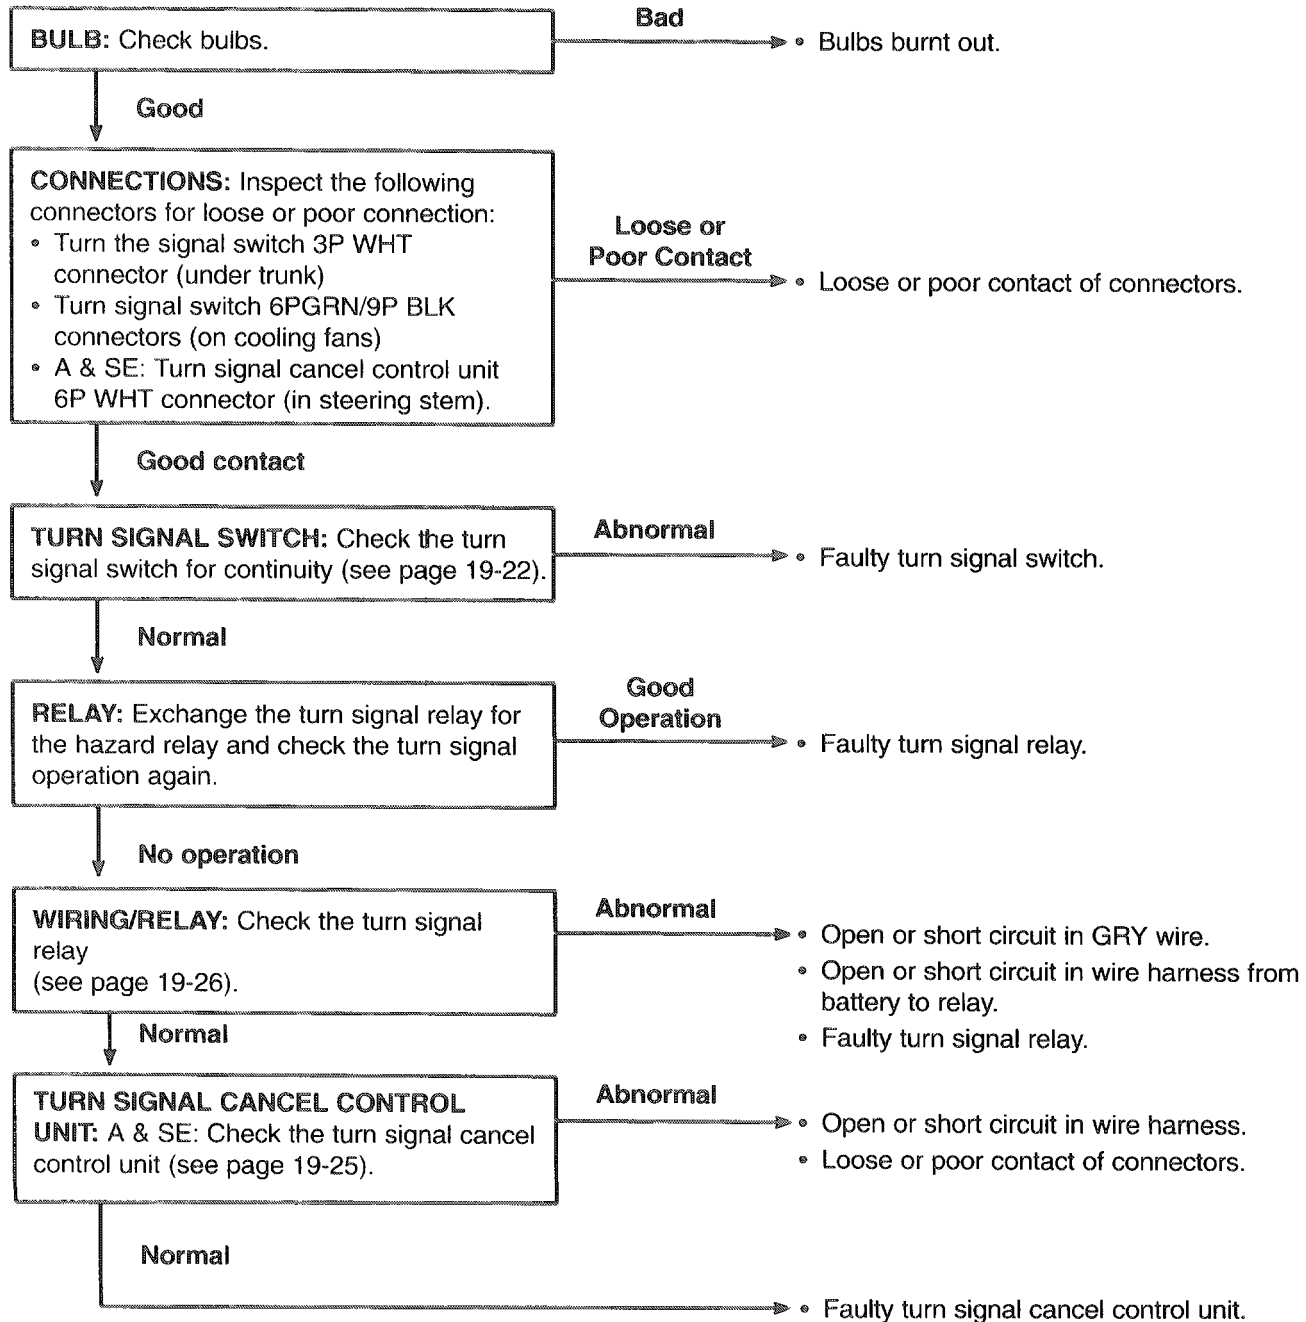 BULB: Check bulbs.
Bad
• Bulbs burnt out.
Good
CONNECTIONS: Inspect the following
connectors for loose or poor connection:
• Turn the signal switch 3P WHT
connector (under trunk)
• Turn signal switch 6PGRN/9P BLK
connectors (on cooling fans)
• A & SE: Turn signal cancel control unit
6P WHT connector (in steering stem).
Loose or
Poor Contact
• Loose or poor contact of connectors.
Good contact
TURN SIGNAL SWITCH: Check the turn
signal switch for continuity (see page 19-22).
Abnormal
• Faulty turn signal switch.
Normal
RELAY: Exchange the turn signal relay for
the hazard relay and check the turn signal
operation again.
Good
Operation
• Faulty turn signal relay.
No operation
WIRING/RELAY: Check the turn signal
relay
(see page 19-26).
Abnormal
• Open or short circuit in GRY wire.
• Open or short circuit in wire harness from
battery to relay.
• Faulty turn signal relay.
Normal
TURN SIGNAL CANCEL CONTROL
UNIT: A & SE: Check the turn signal cancel
control unit (see page 19-25).
Abnormal
• Open or short circuit in wire harness.
• Loose or poor contact of connectors.
Normal
• Faulty turn signal cancel control unit.